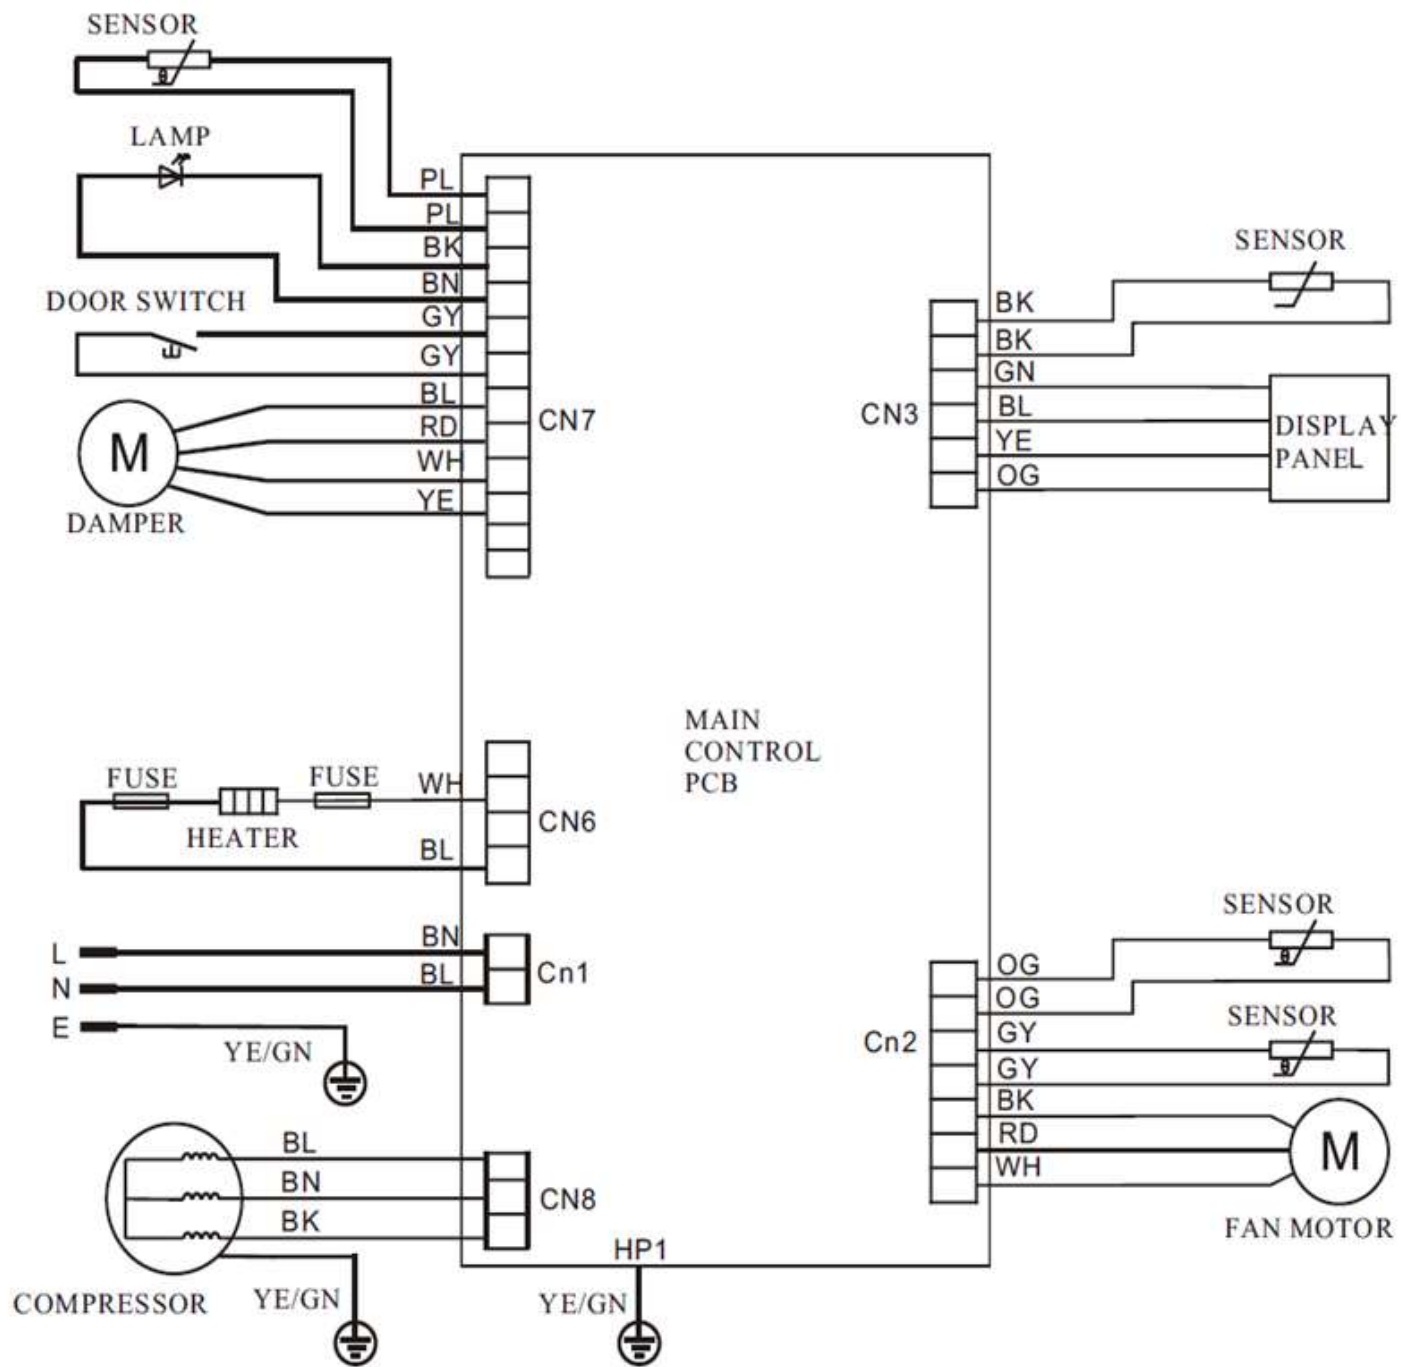 SENSOR
LAMP
PL
PL
BK
BN
DOOR SWITCH
GY
GY
BL
RD
WH
YE
M
DAMPER
CN7
SENSOR
BK
BK
GN
BL
YE
OG
CN3
DISPLAY
PANEL
MAIN
CONTROL
PCB
FUSE
FUSE
WH
HEATER
BL
CN6
L
BN
N
BL
Cn1
E
YE/GN
SENSOR
OG
OG
SENSOR
GY
GY
BK
RD
WH
Cn2
M
FAN MOTOR
BL
BN
BK
CN8
COMPRESSOR
YE/GN
HP1
YE/GN